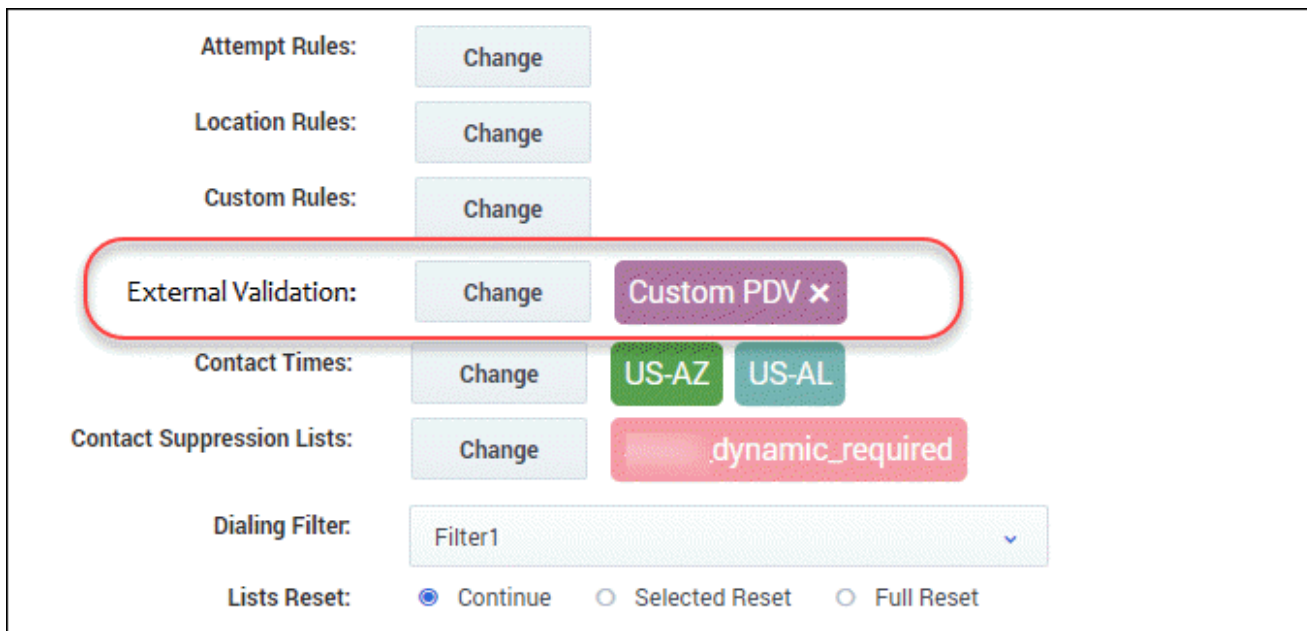 Attempt Rules: Change
Location Rules: Change
Custom Rules: Change
External Validation: Change Custom PDV ×
Contact Times: Change US-AZ US-AL
Contact Suppression Lists: Change .dynamic_required
Dialing Filter: Filter1
Lists Reset: Continue Selected Reset Full Reset